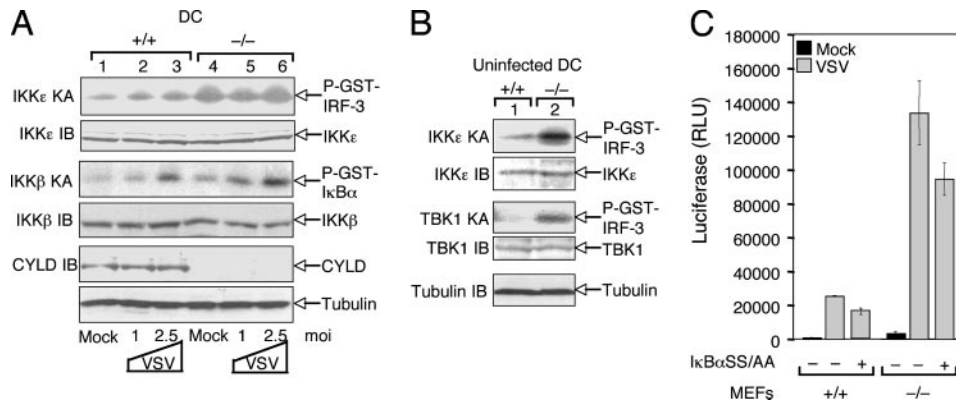 A
DC
+/+
–/–
1 2 3 4 5 6
IKKε KA
P-GST-
IRF-3
IKKε IB
IKKε
IKKβ KA
P-GST-
IκBα
IKKβ IB
IKKβ
CYLD IB
CYLD
Tubulin
Mock 1 2.5 Mock 1 2.5 moi
VSV VSV
B
Uninfected DC
+/+ –/–
1 2
IKKε KA
P-GST-
IRF-3
IKKε IB
IKKε
TBK1 KA
P-GST-
IRF-3
TBK1 IB
TBK1
Tubulin IB
Tubulin
C
Luciferase (RLU)
180000
160000
140000
120000
100000
80000
60000
40000
20000
0
Mock
VSV
– – + – – + IκBαSS/AA
MEFs +/+ –/–